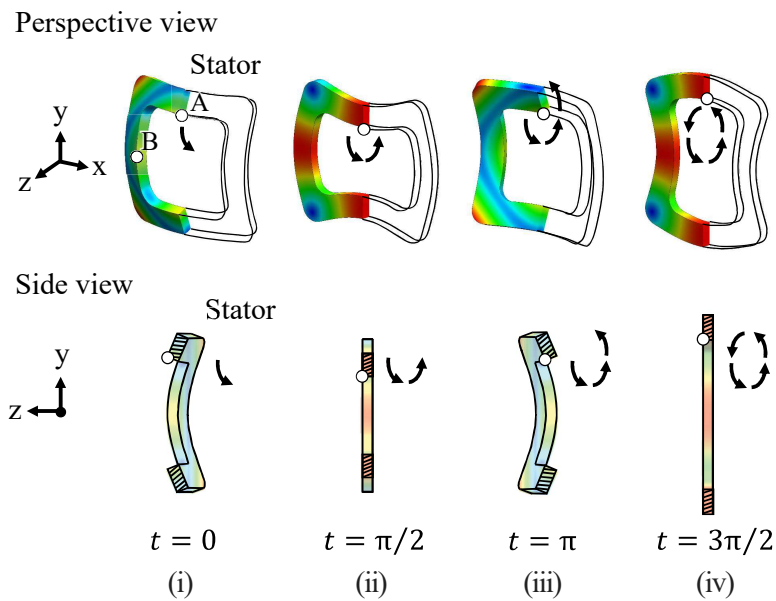 Perspective view
Stator
A
B
y
x
z
Side view
Stator
y
z
t = 0
t = π/2
t = π
t = 3π/2
(i)
(ii)
(iii)
(iv)